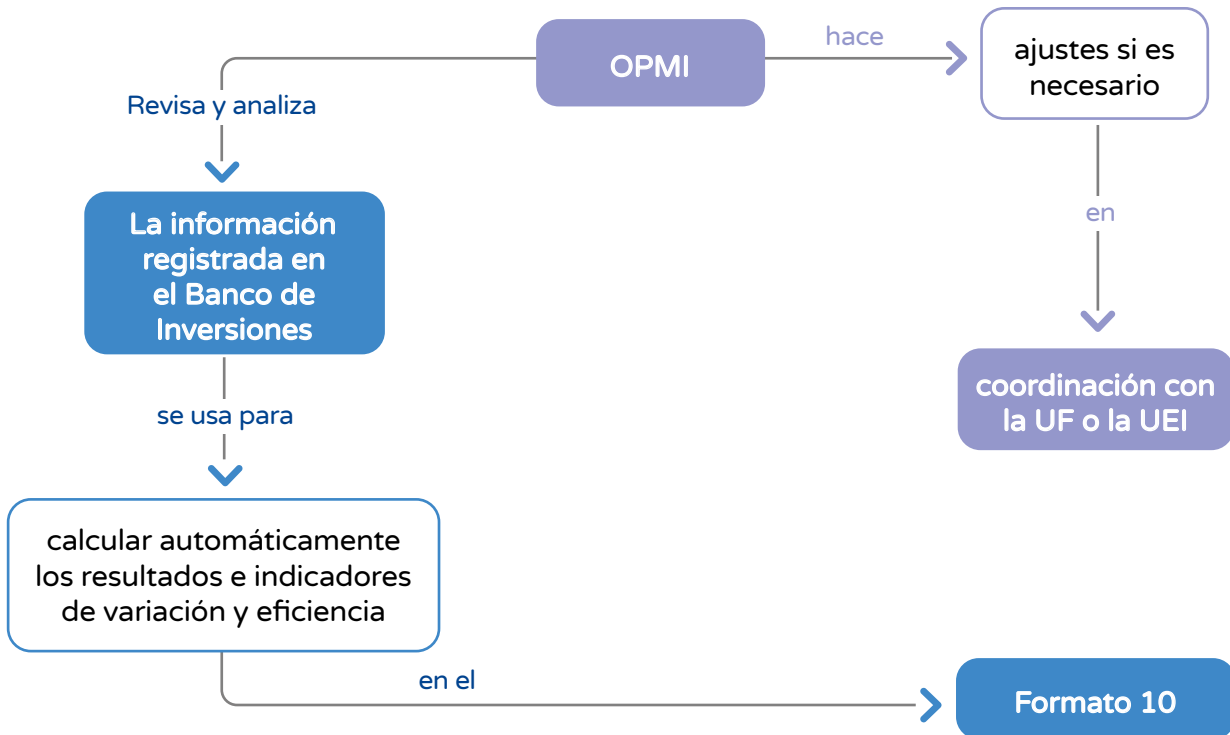 OPMI
hace
ajustes si es
necesario
Revisa y analiza
en
La información
registrada en
el Banco de
Inversiones
coordinación con
la UF o la UEI
se usa para
calcular automáticamente
los resultados e indicadores
de variación y eficiencia
en el
Formato 10